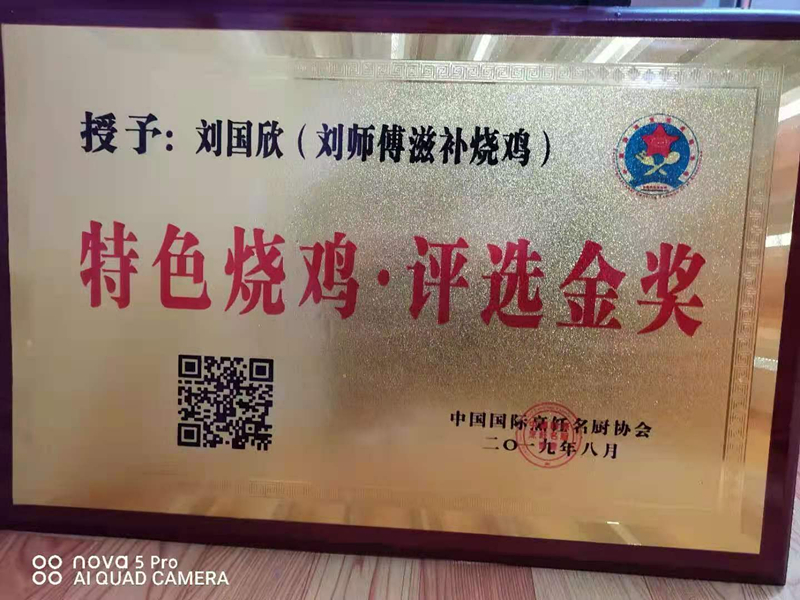 授予：刘国欣（刘师傅滋补烧鸡）
特色烧鸡·评选金奖
中国国际烹饪名厨协会
二〇一九年八月
nova 5 Pro
AI QUAD CAMERA